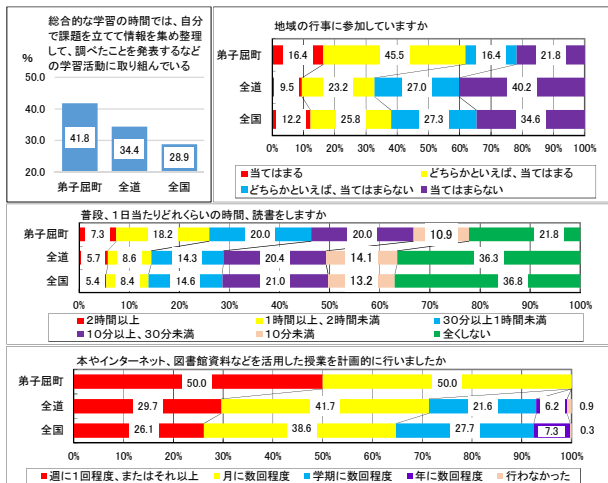 総合的な学習の時間では、自分
で課題を立てて情報を集め整理
して、調べたことを発表するなど
の学習活動に取り組んでいる
%
50.0
40.0
30.0
20.0
41.8
34.4
28.9
弟子屈町 全道 全国
地域の行事に参加していますか
弟子屈町 16.4 45.5 16.4 21.8
全道 9.5 23.2 27.0 40.2
全国 12.2 25.8 27.3 34.6
0% 10% 20% 30% 40% 50% 60% 70% 80% 90% 100%
当てはまる どちらかといえば、当てはまる
どちらかといえば、当てはまらない 当てはまらない
普段、1日当たりどれくらいの時間、読書をしますか
弟子屈町 7.3 18.2 20.0 20.0 10.9 21.8
全道 5.7 8.6 14.3 20.4 14.1 36.3
全国 5.4 8.4 14.6 21.0 13.2 36.8
0% 10% 20% 30% 40% 50% 60% 70% 80% 90% 100%
2時間以上 1時間以上、2時間未満 30分以上1時間未満
10分以上、30分未満 10分未満 全くしない
本やインターネット、図書館資料などを活用した授業を計画的に行いましたか
弟子屈町 50.0 50.0
全道 29.7 41.7 21.6 6.2 0.9
全国 26.1 38.6 27.7 7.3 0.3
0% 10% 20% 30% 40% 50% 60% 70% 80% 90% 100%
週に1回程度、またはそれ以上 月に数回程度 学期に数回程度 年に数回程度 行わなかった